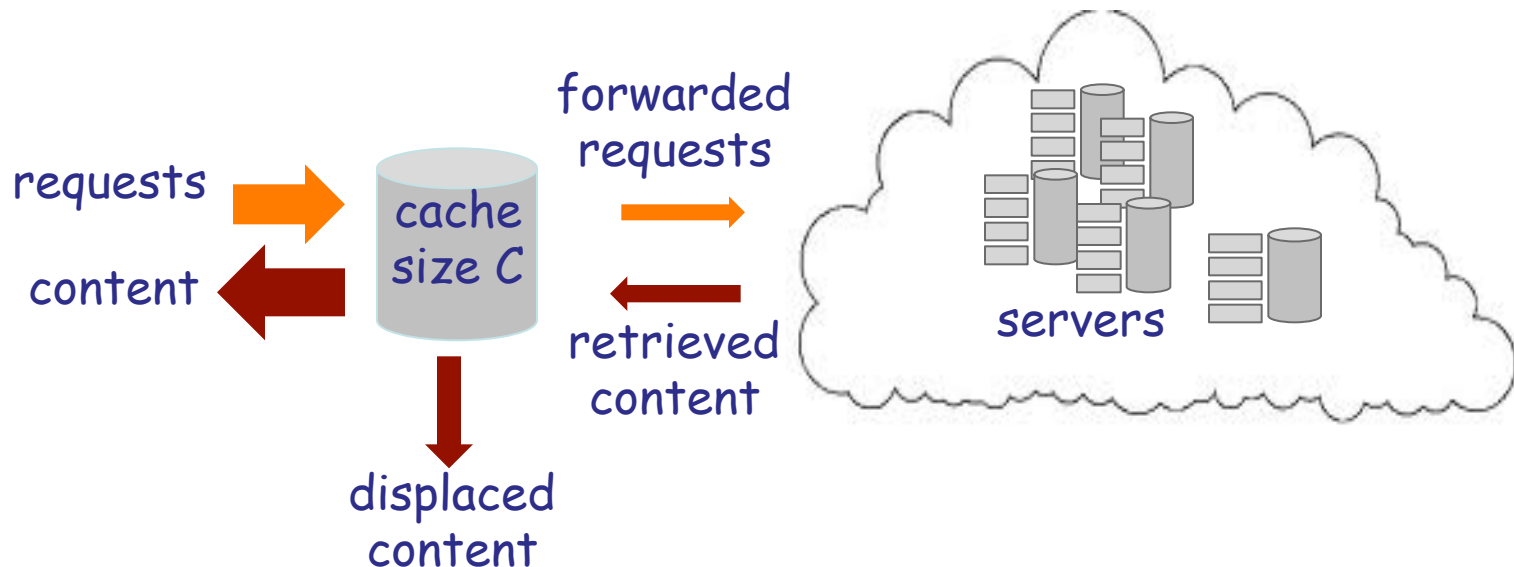 forwarded
requests
requests
cache
size C
content
servers
retrieved
content
displaced
content